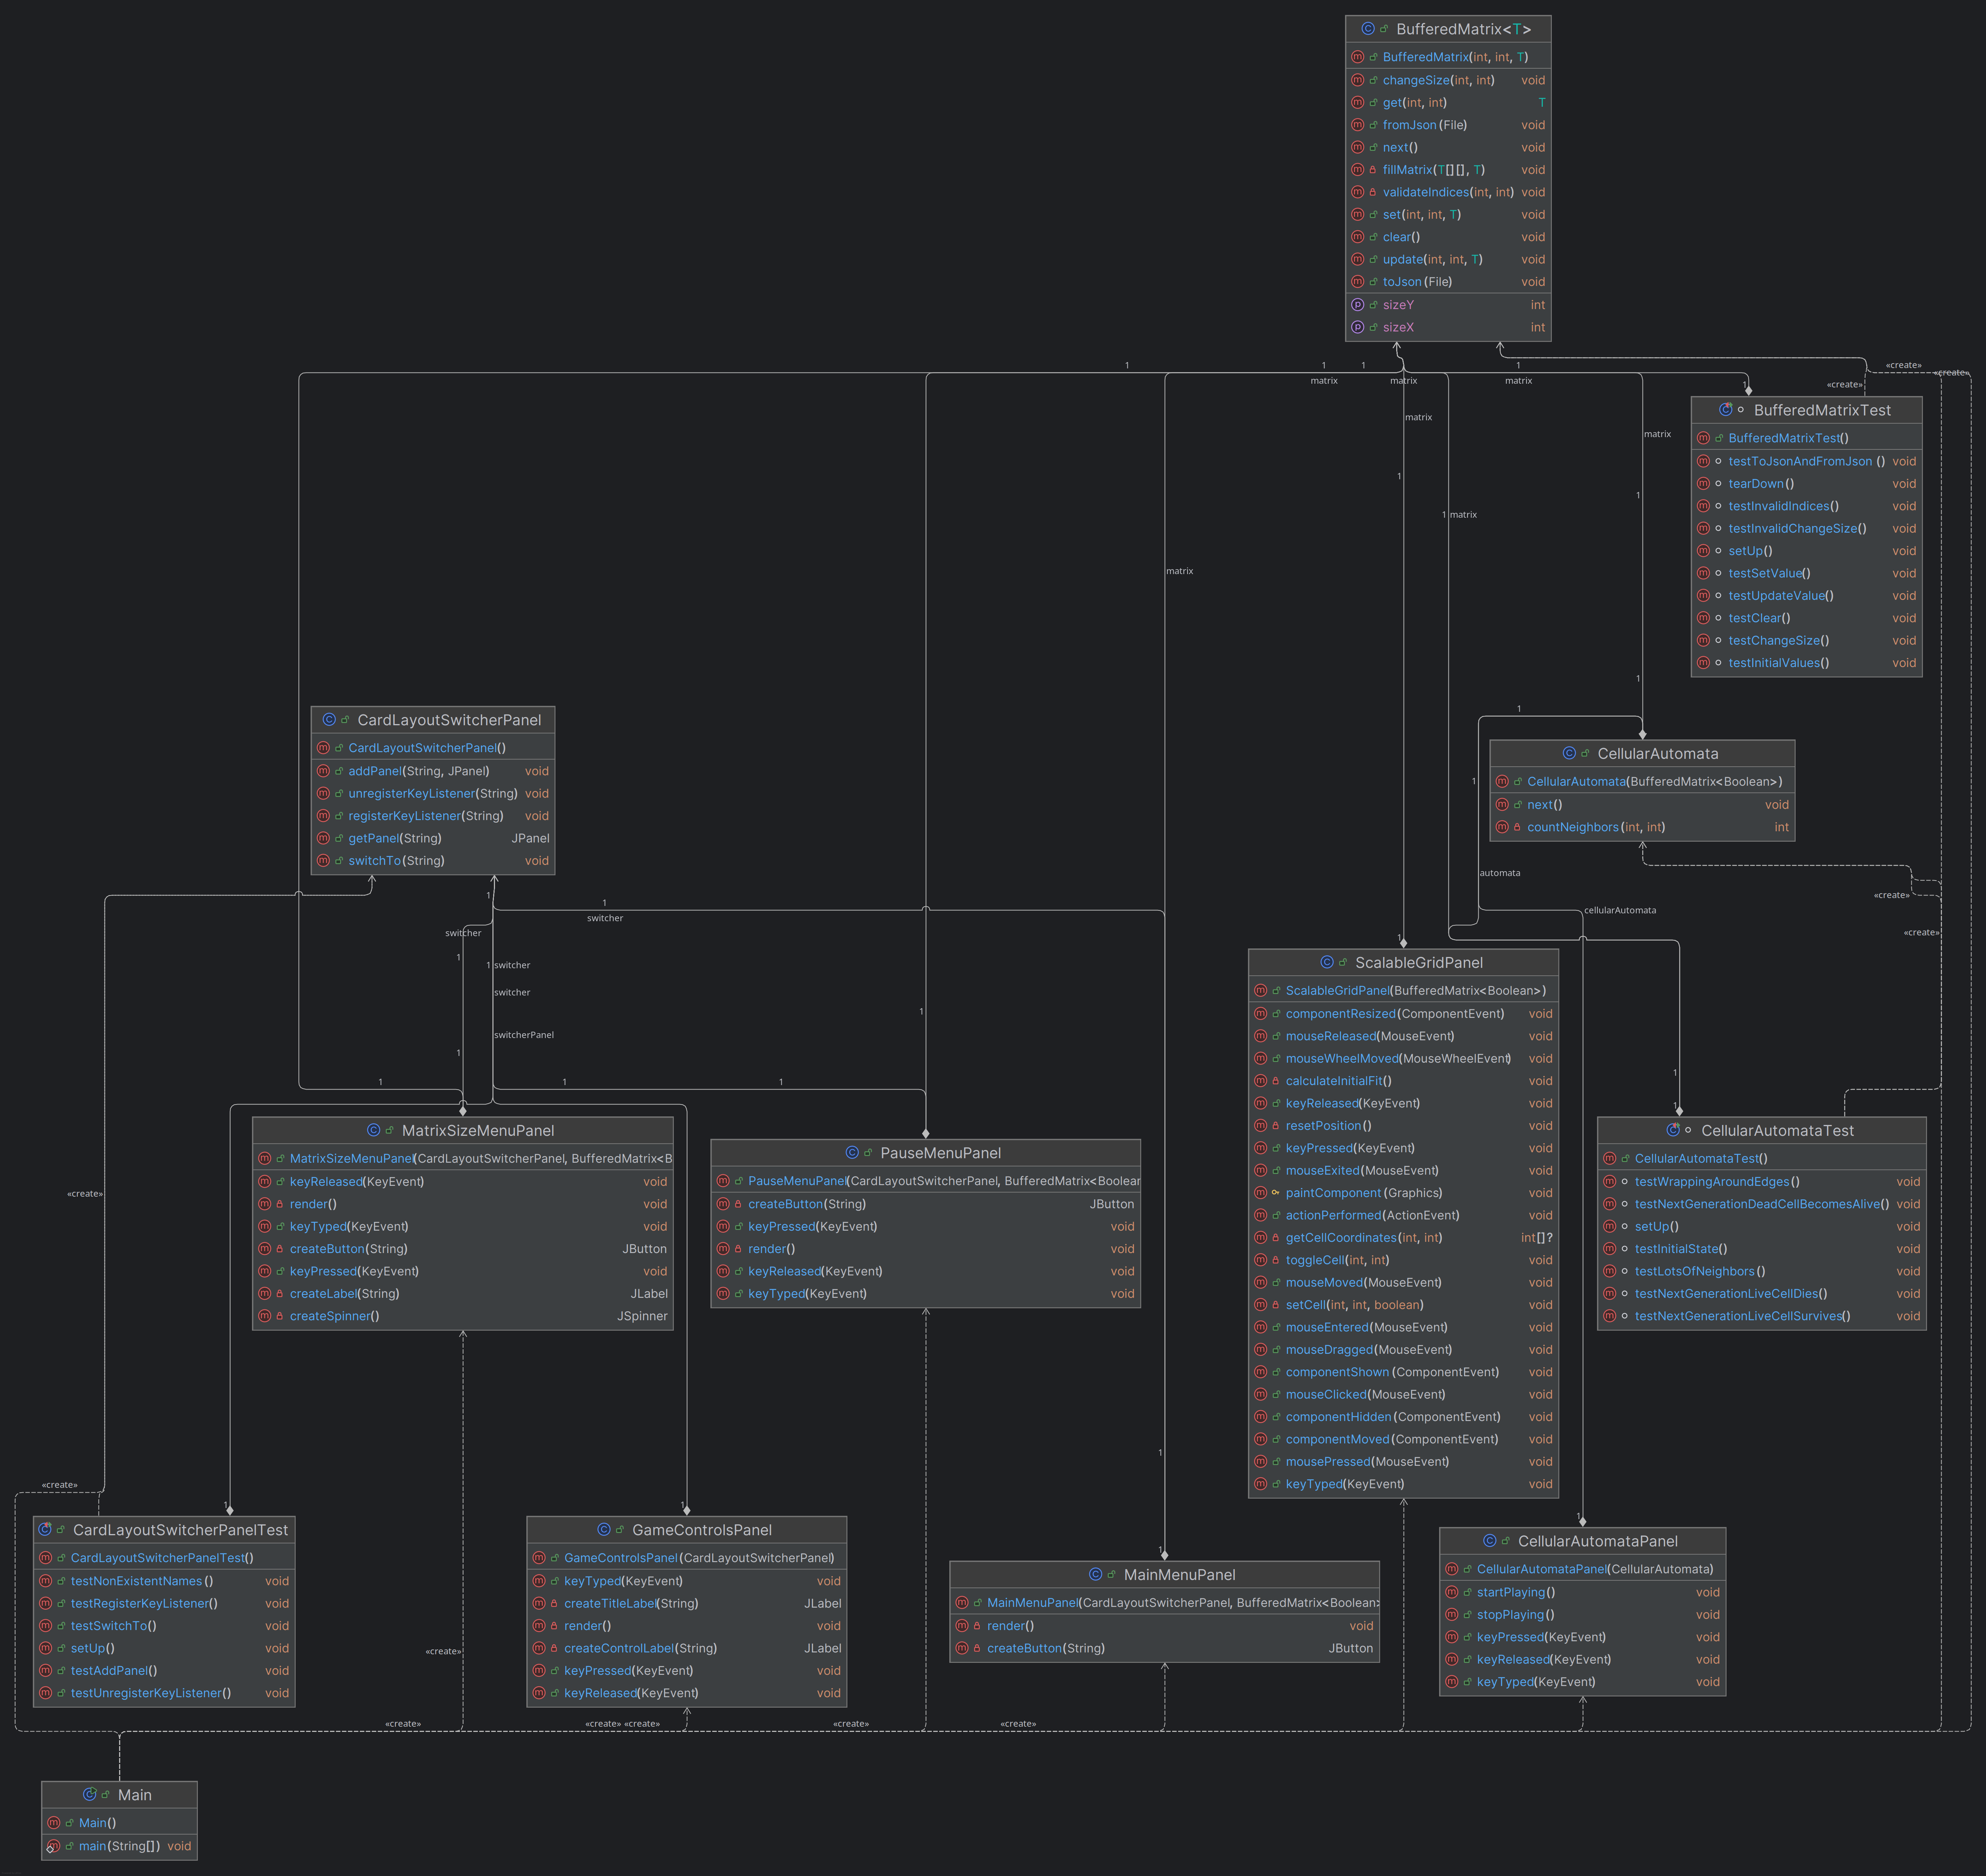 BufferedMatrix<T>
BufferedMatrix(int, int, T)
changeSize(int, int) void
get(int, int) T
fromJson(File) void
next() void
fillMatrix(T[][], T) void
validateIndices(int, int) void
set(int, int, T) void
clear() void
update(int, int, T) void
toJson(File) void
sizeY int
sizeX int
1 1 1 1 «create»
matrix matrix matrix «create» «create»
1
BufferedMatrixTest
BufferedMatrixTest()
testToJsonAndFromJson() void
tearDown() void
testInvalidIndices() void
testInvalidChangeSize() void
setUp() void
testSetValue() void
testUpdateValue() void
testClear() void
testChangeSize() void
testInitialValues() void
matrix
matrix
1
1
1 matrix
matrix
1
1
CardLayoutSwitcherPanel
CardLayoutSwitcherPanel()
addPanel(String, JPanel) void
unregisterKeyListener(String) void
registerKeyListener(String) void
getPanel(String) JPanel
switchTo(String) void
CellularAutomata
CellularAutomata(BufferedMatrix<Boolean>)
next() void
countNeighbors(int, int) int
1
automata
1
1
switcher
switcher
cellularAutomata
«create»
«create»
1
1 switcher
switcher
switcherPanel
1
1
1
1
1
1
1
1
ScalableGridPanel
ScalableGridPanel(BufferedMatrix<Boolean>)
componentResized(ComponentEvent) void
mouseReleased(MouseEvent) void
mouseWheelMoved(MouseWheelEvent) void
calculateInitialFit() void
keyReleased(KeyEvent) void
resetPosition() void
keyPressed(KeyEvent) void
mouseExited(MouseEvent) void
paintComponent(Graphics) void
actionPerformed(ActionEvent) void
getCellCoordinates(int, int) int[]?
toggleCell(int, int) void
mouseMoved(MouseEvent) void
setCell(int, int, boolean) void
mouseEntered(MouseEvent) void
mouseDragged(MouseEvent) void
componentShown(ComponentEvent) void
mouseClicked(MouseEvent) void
componentHidden(ComponentEvent) void
componentMoved(ComponentEvent) void
mousePressed(MouseEvent) void
keyTyped(KeyEvent) void
MatrixSizeMenuPanel
MatrixSizeMenuPanel(CardLayoutSwitcherPanel, BufferedMatrix<B
keyReleased(KeyEvent) void
render() void
keyTyped(KeyEvent) void
createButton(String) JButton
keyPressed(KeyEvent) void
createLabel(String) JLabel
createSpinner() JSpinner
PauseMenuPanel
PauseMenuPanel(CardLayoutSwitcherPanel, BufferedMatrix<Boolean
createButton(String) JButton
keyPressed(KeyEvent) void
render() void
keyReleased(KeyEvent) void
keyTyped(KeyEvent) void
CellularAutomataTest
CellularAutomataTest()
testWrappingAroundEdges() void
testNextGenerationDeadCellBecomesAlive() void
setUp() void
testInitialState() void
testLotsOfNeighbors() void
testNextGenerationLiveCellDies() void
testNextGenerationLiveCellSurvives() void
«create»
«create»
1
1
1
1
1
CardLayoutSwitcherPanelTest
CardLayoutSwitcherPanelTest()
testNonExistentNames() void
testRegisterKeyListener() void
testSwitchTo() void
setUp() void
testAddPanel() void
testUnregisterKeyListener() void
GameControlsPanel
GameControlsPanel(CardLayoutSwitcherPanel)
keyTyped(KeyEvent) void
createTitleLabel(String) JLabel
render() void
createControlLabel(String) JLabel
keyPressed(KeyEvent) void
keyReleased(KeyEvent) void
MainMenuPanel
MainMenuPanel(CardLayoutSwitcherPanel, BufferedMatrix<Boolean>
render() void
createButton(String) JButton
CellularAutomataPanel
CellularAutomataPanel(CellularAutomata)
startPlaying() void
stopPlaying() void
keyPressed(KeyEvent) void
keyReleased(KeyEvent) void
keyTyped(KeyEvent) void
«create»
«create» «create» «create» «create» «create»
Main
Main()
main(String[]) void